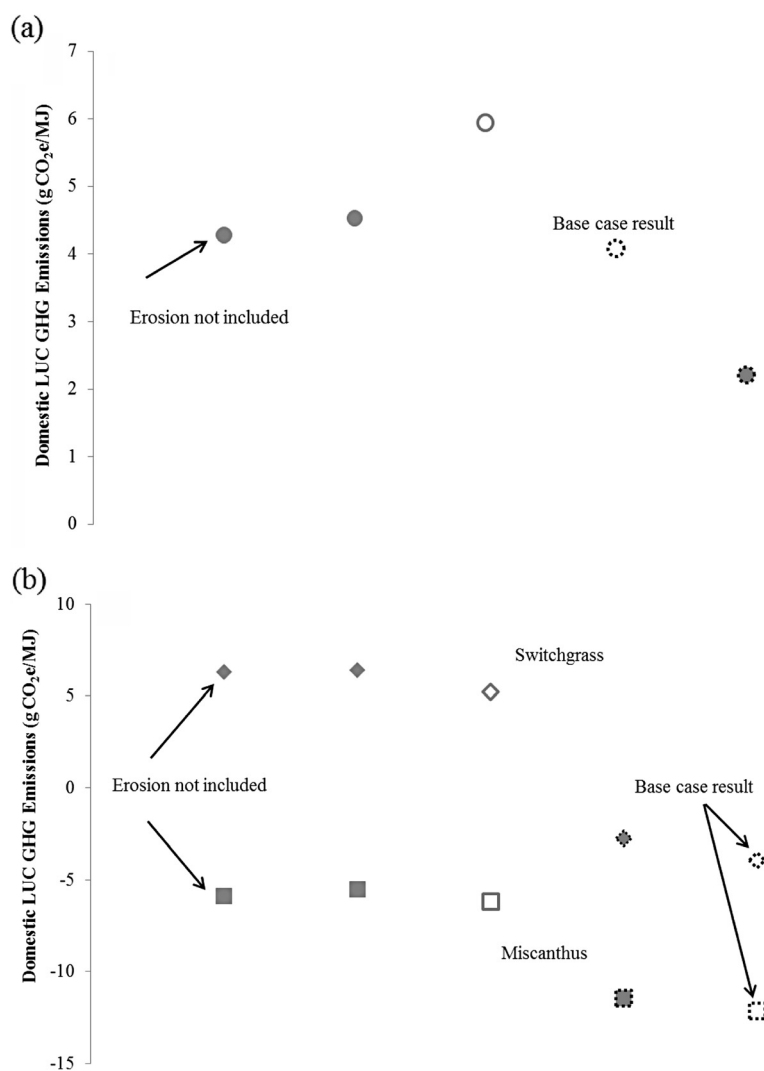 (a)
Domestic LUC GHG Emissions (gCO₂e/MJ)
7
6
5
4
3
2
1
0
Base case result
Erosion not included
(b)
Domestic LUC GHG Emissions (gCO₂e/MJ)
10
5
0
-5
-10
-15
Switchgrass
Erosion not included
Base case result
Miscanthus